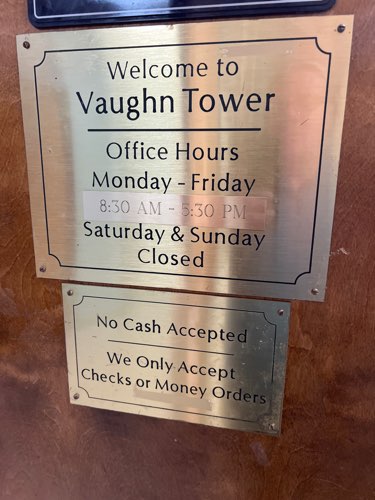 Welcome to
Vaughn Tower
Office Hours
Monday - Friday
8:30 AM - 5:30 PM
Saturday & Sunday
Closed
No Cash Accepted
We Only Accept
Checks or Money Orders